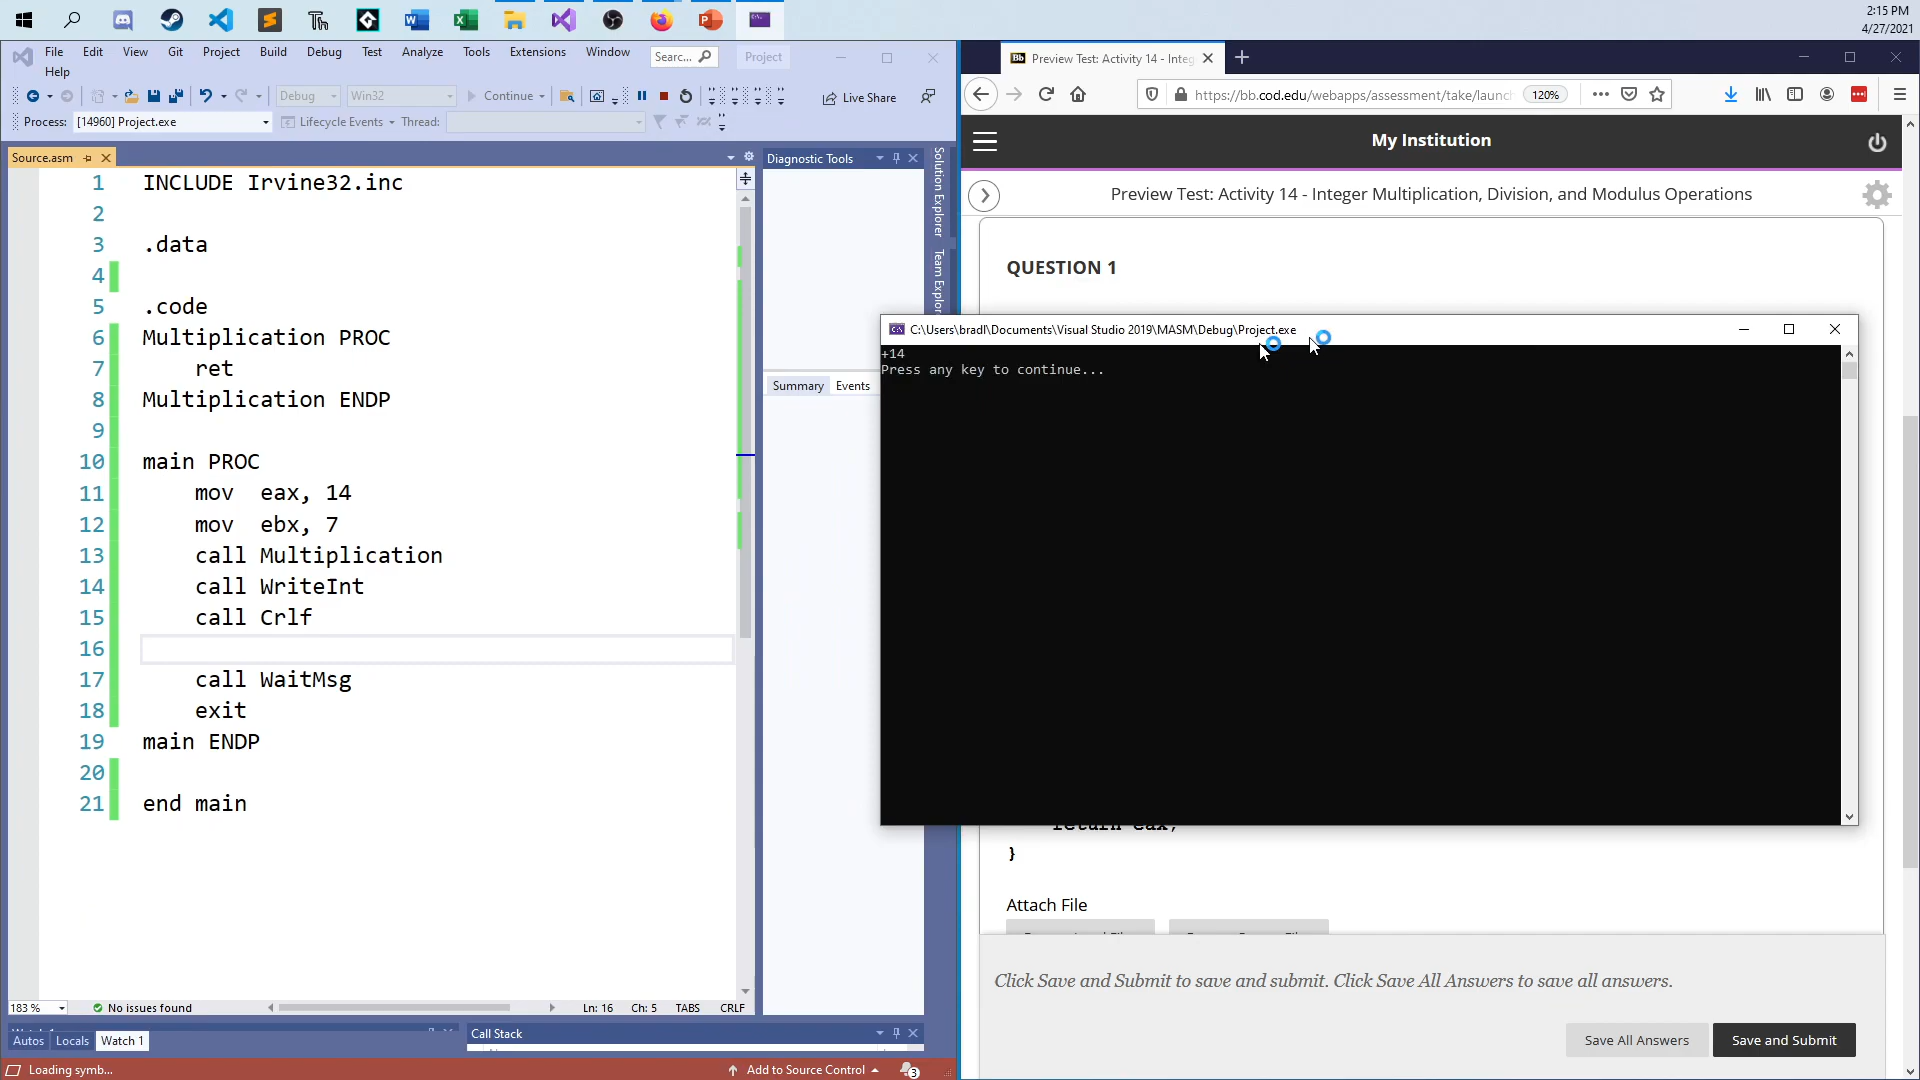 2:15 PM
4/27/2021
File Edit View Git Project Build Debug Test Analyze Tools Extensions Window
Help
Searc...
Project
Debug
Win32
Continue
Live Share
Process: [14960] Project.exe
Lifecycle Events
Thread:
Source.asm
1 INCLUDE Irvine32.inc
2
3 .data
4
5 .code
6 Multiplication PROC
7 ret
8 Multiplication ENDP
9
10 main PROC
11 mov eax, 14
12 mov ebx, 7
13 call Multiplication
14 call WriteInt
15 call Crlf
16
17 call WaitMsg
18 exit
19 main ENDP
20
21 end main
183 %
No issues found
Ln: 16 Ch: 5 TABS CRLF
Autos Locals Watch 1
Call Stack
Loading symb...
Add to Source Control
3
Diagnostic Tools
Summary Events
Solution Explorer
Team Explor
Bb Preview Test: Activity 14 - Integ
https://bb.cod.edu/webapps/assessment/take/launc
120%
My Institution
Preview Test: Activity 14 - Integer Multiplication, Division, and Modulus Operations
QUESTION 1
C:\Users\bradl\Documents\Visual Studio 2019\MASM\Debug\Project.exe
+14
Press any key to continue...
return eax;
}
Attach File
Click Save and Submit to save and submit. Click Save All Answers to save all answers.
Save All Answers
Save and Submit